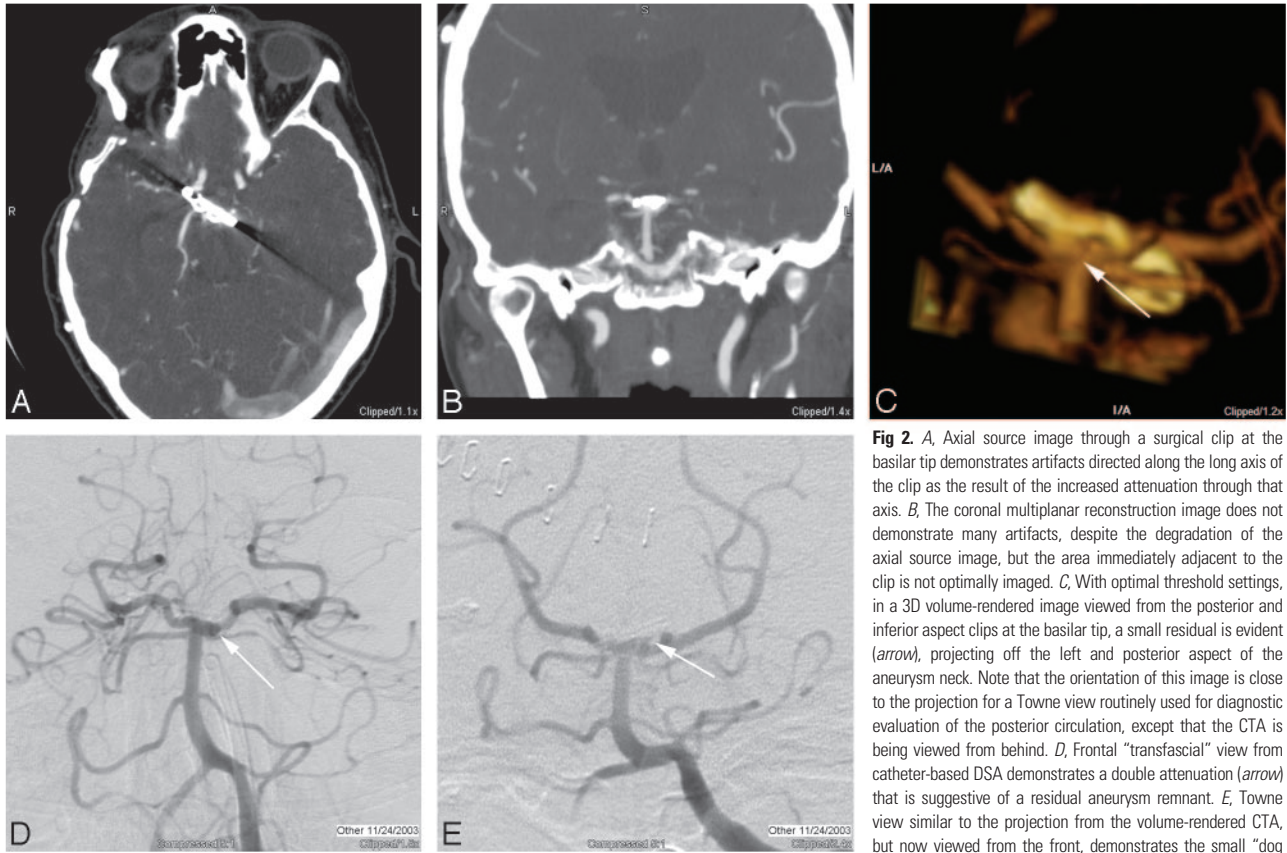 A
R
L
A
Clipped/1.1x
S
R
L
B
Clipped/1.4x
L/A
C
I/A
Clipped/1.2x
D
Other 11/24/2003
Compressed 5:1
E
Other 11/24/2003
Compressed 5:1
Fig 2. A, Axial source image through a surgical clip at the
basilar tip demonstrates artifacts directed along the long axis of
the clip as the result of the increased attenuation through that
axis. B, The coronal multiplanar reconstruction image does not
demonstrate many artifacts, despite the degradation of the
axial source image, but the area immediately adjacent to the
clip is not optimally imaged. C, With optimal threshold settings,
in a 3D volume-rendered image viewed from the posterior and
inferior aspect clips at the basilar tip, a small residual is evident
(arrow), projecting off the left and posterior aspect of the
aneurysm neck. Note that the orientation of this image is close
to the projection for a Towne view routinely used for diagnostic
evaluation of the posterior circulation, except that the CTA is
being viewed from behind. D, Frontal “transfascial” view from
catheter-based DSA demonstrates a double attenuation (arrow)
that is suggestive of a residual aneurysm remnant. E, Towne
view similar to the projection from the volume-rendered CTA,
but now viewed from the front, demonstrates the small “dog